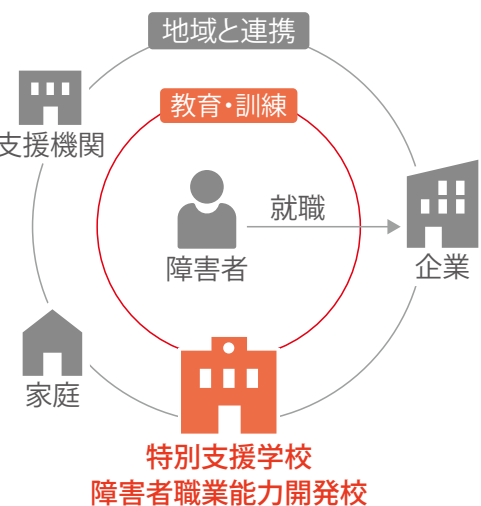 地域と連携
教育・訓練
支援機関
就職
障害者
企業
家庭
特別支援学校
障害者職業能力開発校